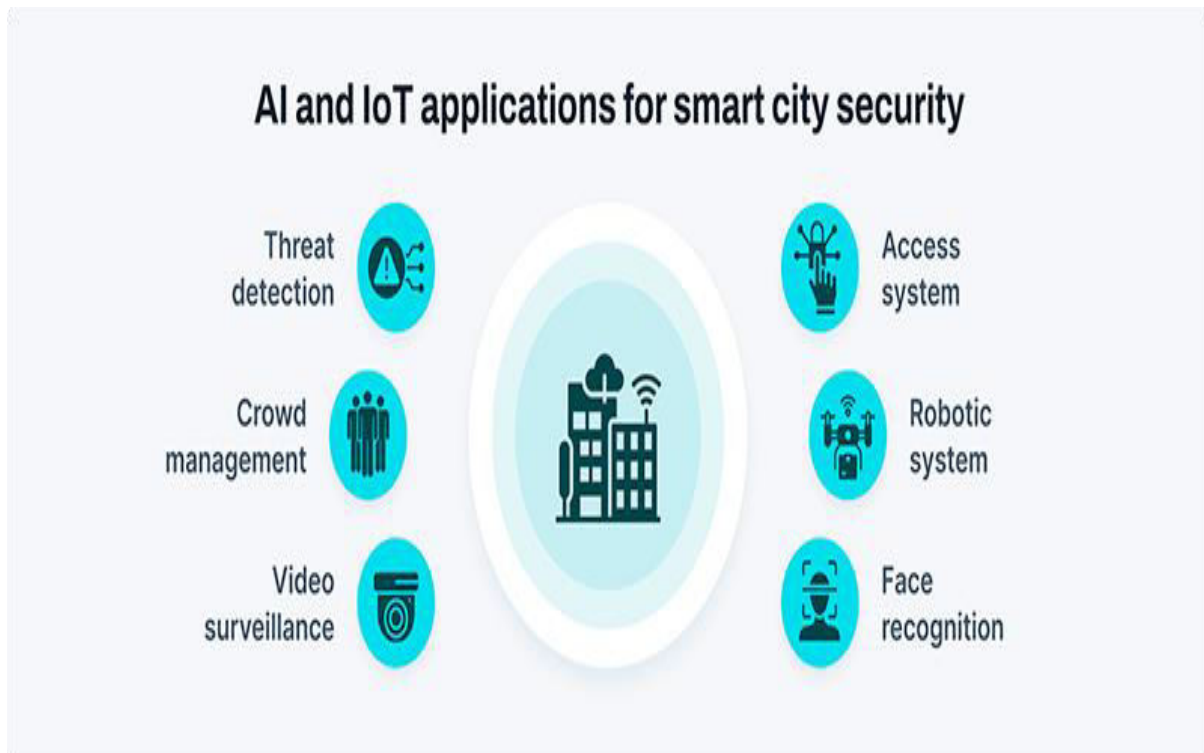 AI and IoT applications for smart city security
Threat
detection
Crowd
management
Video
surveillance
Access
system
Robotic
system
Face
recognition